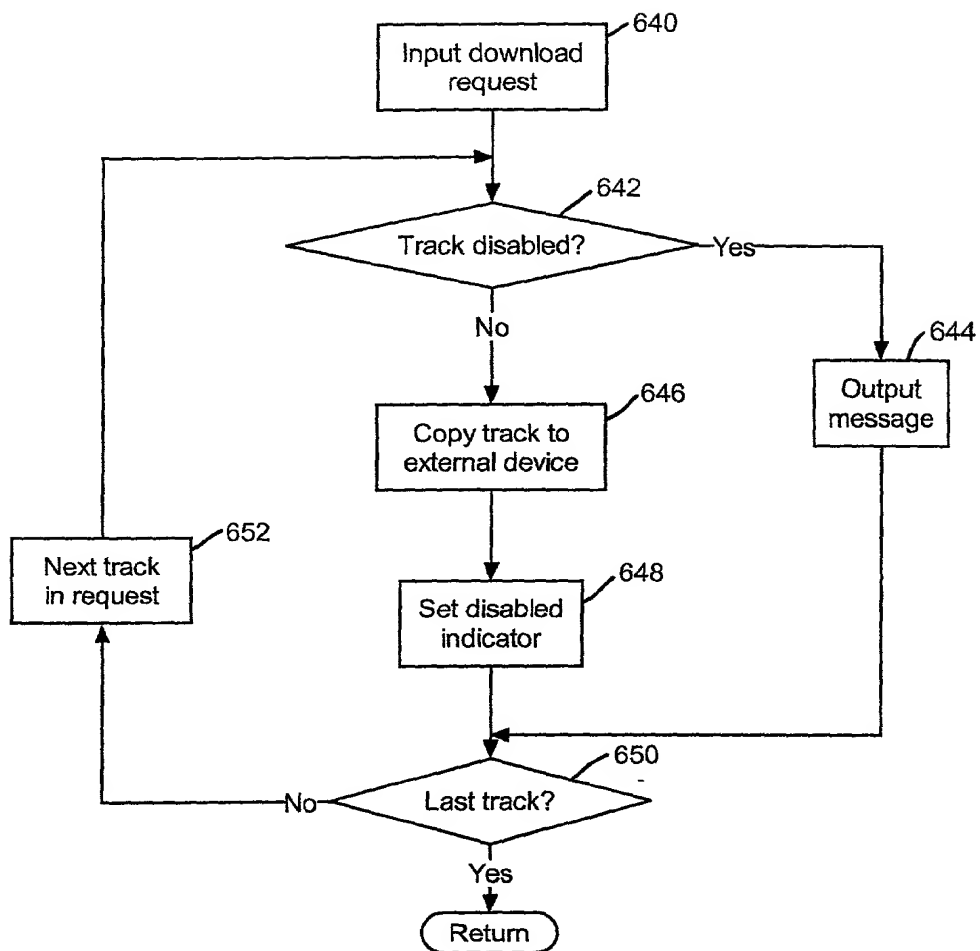 640
Input download
request
642
Track disabled?
Yes
No
644
Output
message
646
Copy track to
external device
652
Next track
in request
648
Set disabled
indicator
650
Last track?
No
Yes
Return